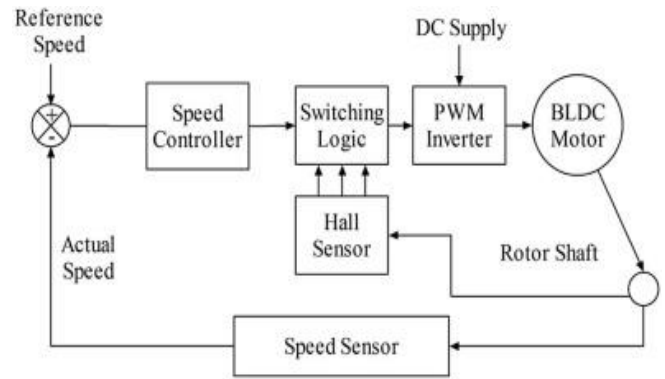 Reference
Speed
DC Supply
+
-
Speed
Controller
Switching
Logic
PWM
Inverter
BLDC
Motor
Hall
Sensor
Actual
Speed
Rotor Shaft
Speed Sensor